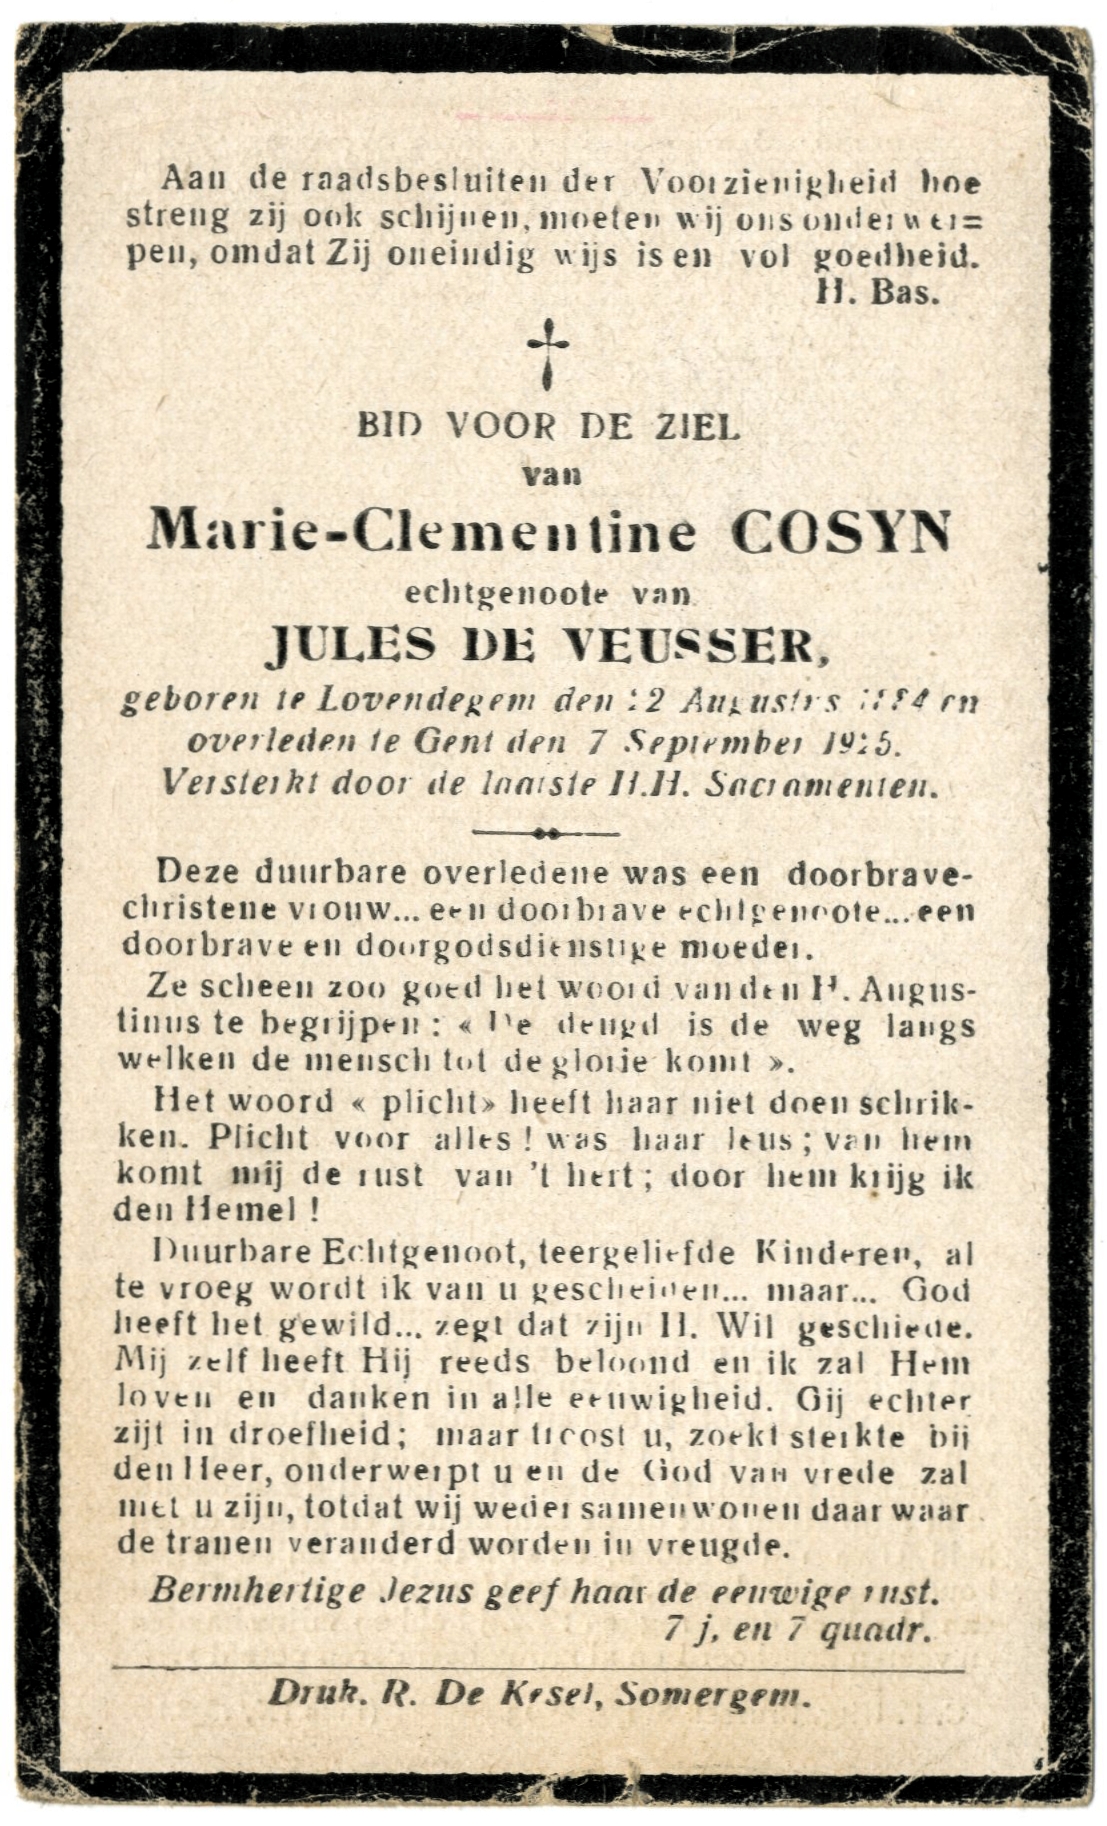 Aan de raadsbesluiten der Voorzienigheid hoe
streng zij ook schijnen, moeten wij ons onderwer=
pen, omdat Zij oneindig wijs is en vol goedheid.
H. Bas.
BID VOOR DE ZIEL
van
Marie-Clementine COSYN
echtgenoote van
JULES DE VEUSSER,
geboren te Lovendegem den 12 Augustus 1884 en
overleden te Gent den 7 September 1925.
Versterkt door de laatste H.H. Sacramenten.
Deze duurbare overledene was een doorbrave-
christene vrouw... een doorbrave echtgenoote... een
doorbrave en doorgodsdienstige moeder.
Ze scheen zoo goed het woord van den H. Augus-
tinus te begrijpen : « De deugd is de weg langs
welken de mensch tot de glorie komt ».
Het woord « plicht» heeft haar niet doen schrik-
ken. Plicht voor alles ! was haar leus ; van hem
komt mij de rust van 't hert ; door hem krijg ik
den Hemel !
Duurbare Echtgenoot, teergeliefde Kinderen, al
te vroeg wordt ik van u gescheiden... maar... God
heeft het gewild... zegt dat zijn H. Wil geschiede.
Mij zelf heeft Hij reeds beloond en ik zal Hem
loven en danken in alle eeuwigheid. Gij echter
zijt in droefheid; maar troost u, zoekt sterkte bij
den Heer, onderwerpt u en de God van vrede zal
met u zijn, totdat wij weder samenwonen daar waar
de tranen veranderd worden in vreugde.
Bermhertige Jezus geef haar de eeuwige rust.
7 j. en 7 quadr.
Druk. R. De Kesel, Somergem.